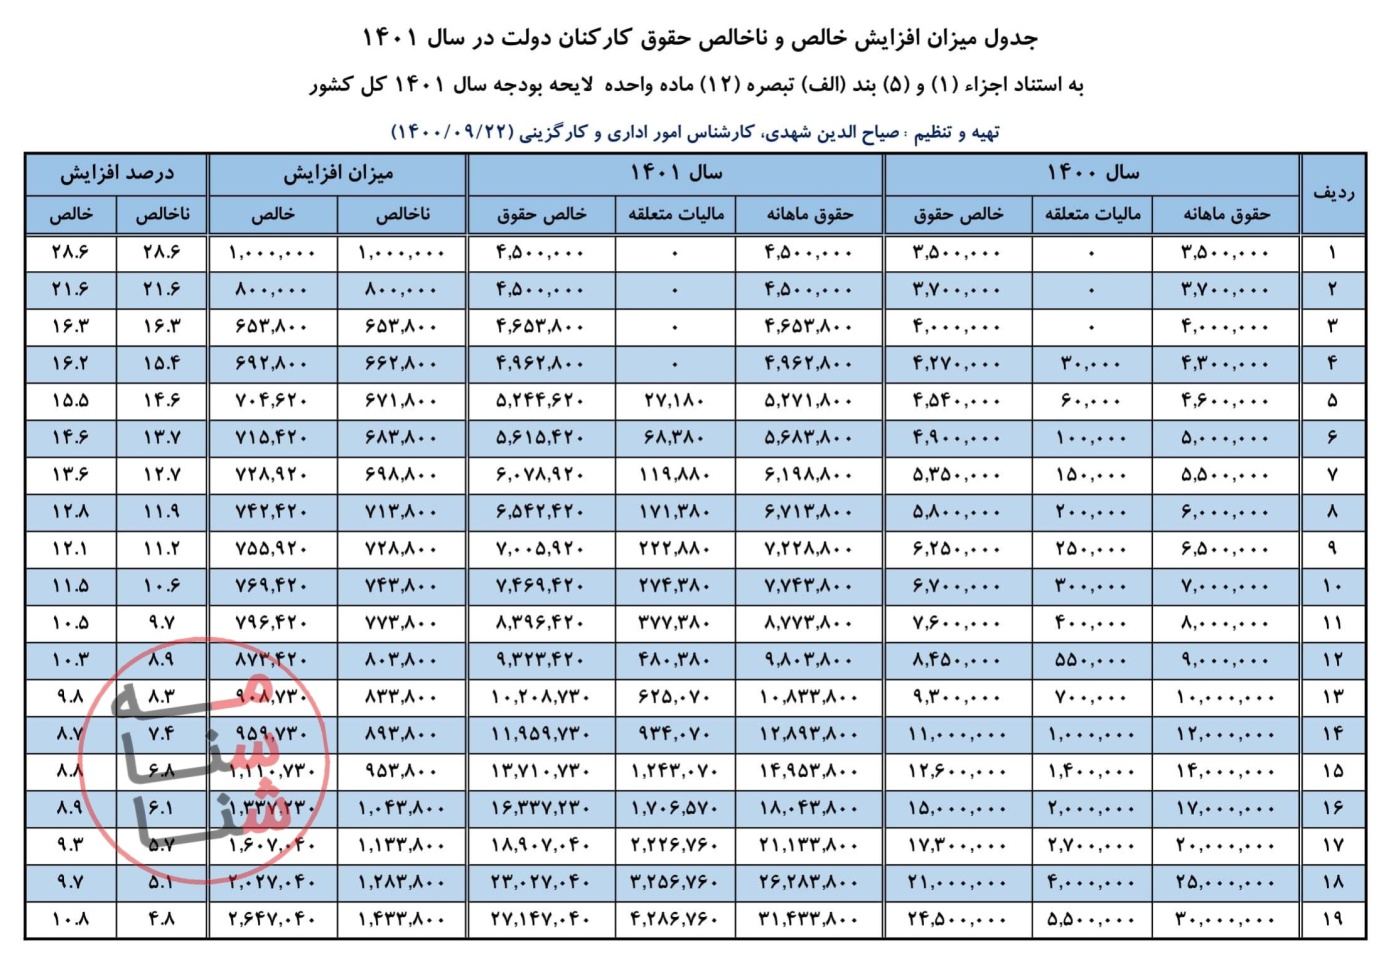 جدول میزان افزایش خالص و ناخالص حقوق کارکنان دولت در سال ۱۴۰۱
به استناد اجزاء (۱) و (۵) بند (الف) تبصره (۱۲) ماده واحده لایحه بودجه سال ۱۴۰۱ کل کشور
تهیه و تنظیم : صیاح الدین شهدی، کارشناس امور اداری و کارگزینی (۱۴۰۰/۰۹/۲۲)
ردیف سال ۱۴۰۰ سال ۱۴۰۱ میزان افزایش درصد افزایش
حقوق ماهانه مالیات متعلقه خالص حقوق حقوق ماهانه مالیات متعلقه خالص حقوق ناخالص خالص ناخالص خالص
۱ ۳,۵۰۰,۰۰۰ ۰ ۳,۵۰۰,۰۰۰ ۴,۵۰۰,۰۰۰ ۰ ۴,۵۰۰,۰۰۰ ۱,۰۰۰,۰۰۰ ۱,۰۰۰,۰۰۰ ۲۸.۶ ۲۸.۶
۲ ۳,۷۰۰,۰۰۰ ۰ ۳,۷۰۰,۰۰۰ ۴,۵۰۰,۰۰۰ ۰ ۴,۵۰۰,۰۰۰ ۸۰۰,۰۰۰ ۸۰۰,۰۰۰ ۲۱.۶ ۲۱.۶
۳ ۴,۰۰۰,۰۰۰ ۰ ۴,۰۰۰,۰۰۰ ۴,۶۵۳,۸۰۰ ۰ ۴,۶۵۳,۸۰۰ ۶۵۳,۸۰۰ ۶۵۳,۸۰۰ ۱۶.۳ ۱۶.۳
۴ ۴,۳۰۰,۰۰۰ ۳۰,۰۰۰ ۴,۲۷۰,۰۰۰ ۴,۹۶۲,۸۰۰ ۰ ۴,۹۶۲,۸۰۰ ۶۶۲,۸۰۰ ۶۹۲,۸۰۰ ۱۵.۴ ۱۶.۲
۵ ۴,۶۰۰,۰۰۰ ۶۰,۰۰۰ ۴,۵۴۰,۰۰۰ ۵,۲۷۱,۸۰۰ ۲۷,۱۸۰ ۵,۲۴۴,۶۲۰ ۶۷۱,۸۰۰ ۷۰۴,۶۲۰ ۱۴.۶ ۱۵.۵
۶ ۵,۰۰۰,۰۰۰ ۱۰۰,۰۰۰ ۴,۹۰۰,۰۰۰ ۵,۶۸۳,۸۰۰ ۶۸,۳۸۰ ۵,۶۱۵,۴۲۰ ۶۸۳,۸۰۰ ۷۱۵,۴۲۰ ۱۳.۷ ۱۴.۶
۷ ۵,۵۰۰,۰۰۰ ۱۵۰,۰۰۰ ۵,۳۵۰,۰۰۰ ۶,۱۹۸,۸۰۰ ۱۱۹,۸۸۰ ۶,۰۷۸,۹۲۰ ۶۹۸,۸۰۰ ۷۲۸,۹۲۰ ۱۲.۷ ۱۳.۶
۸ ۶,۰۰۰,۰۰۰ ۲۰۰,۰۰۰ ۵,۸۰۰,۰۰۰ ۶,۷۱۳,۸۰۰ ۱۷۱,۳۸۰ ۶,۵۴۲,۴۲۰ ۷۱۳,۸۰۰ ۷۴۲,۴۲۰ ۱۱.۹ ۱۲.۸
۹ ۶,۵۰۰,۰۰۰ ۲۵۰,۰۰۰ ۶,۲۵۰,۰۰۰ ۷,۲۲۸,۸۰۰ ۲۲۲,۸۸۰ ۷,۰۰۵,۹۲۰ ۷۲۸,۸۰۰ ۷۵۵,۹۲۰ ۱۱.۲ ۱۲.۱
۱۰ ۷,۰۰۰,۰۰۰ ۳۰۰,۰۰۰ ۶,۷۰۰,۰۰۰ ۷,۷۴۳,۸۰۰ ۲۷۴,۳۸۰ ۷,۴۶۹,۴۲۰ ۷۴۳,۸۰۰ ۷۶۹,۴۲۰ ۱۰.۶ ۱۱.۵
۱۱ ۸,۰۰۰,۰۰۰ ۴۰۰,۰۰۰ ۷,۶۰۰,۰۰۰ ۸,۷۷۳,۸۰۰ ۳۷۷,۳۸۰ ۸,۳۹۶,۴۲۰ ۷۷۳,۸۰۰ ۷۹۶,۴۲۰ ۹.۷ ۱۰.۵
۱۲ ۹,۰۰۰,۰۰۰ ۵۵۰,۰۰۰ ۸,۴۵۰,۰۰۰ ۹,۸۰۳,۸۰۰ ۴۸۰,۳۸۰ ۹,۳۲۳,۴۲۰ ۸۰۳,۸۰۰ ۸۷۳,۴۲۰ ۸.۹ ۱۰.۳
۱۳ ۱۰,۰۰۰,۰۰۰ ۷۰۰,۰۰۰ ۹,۳۰۰,۰۰۰ ۱۰,۸۳۳,۸۰۰ ۶۲۵,۰۷۰ ۱۰,۲۰۸,۷۳۰ ۸۳۳,۸۰۰ ۹۰۸,۷۳۰ ۸.۳ ۹.۸
۱۴ ۱۲,۰۰۰,۰۰۰ ۱,۰۰۰,۰۰۰ ۱۱,۰۰۰,۰۰۰ ۱۲,۸۹۳,۸۰۰ ۹۳۴,۰۷۰ ۱۱,۹۵۹,۷۳۰ ۸۹۳,۸۰۰ ۹۵۹,۷۳۰ ۷.۴ ۸.۷
۱۵ ۱۴,۰۰۰,۰۰۰ ۱,۴۰۰,۰۰۰ ۱۲,۶۰۰,۰۰۰ ۱۴,۹۵۳,۸۰۰ ۱,۲۴۳,۰۷۰ ۱۳,۷۱۰,۷۳۰ ۹۵۳,۸۰۰ ۱,۱۱۰,۷۳۰ ۶.۸ ۸.۸
۱۶ ۱۷,۰۰۰,۰۰۰ ۲,۰۰۰,۰۰۰ ۱۵,۰۰۰,۰۰۰ ۱۸,۰۴۳,۸۰۰ ۱,۷۰۶,۵۷۰ ۱۶,۳۳۷,۲۳۰ ۱,۰۴۳,۸۰۰ ۱,۳۳۷,۲۳۰ ۶.۱ ۸.۹
۱۷ ۲۰,۰۰۰,۰۰۰ ۲,۷۰۰,۰۰۰ ۱۷,۳۰۰,۰۰۰ ۲۱,۱۳۳,۸۰۰ ۲,۲۲۶,۷۶۰ ۱۸,۹۰۷,۰۴۰ ۱,۱۳۳,۸۰۰ ۱,۶۰۷,۰۴۰ ۵.۷ ۹.۳
۱۸ ۲۵,۰۰۰,۰۰۰ ۴,۰۰۰,۰۰۰ ۲۱,۰۰۰,۰۰۰ ۲۶,۲۸۳,۸۰۰ ۳,۲۵۶,۷۶۰ ۲۳,۰۲۷,۰۴۰ ۱,۲۸۳,۸۰۰ ۲,۰۲۷,۰۴۰ ۵.۱ ۹.۷
۱۹ ۳۰,۰۰۰,۰۰۰ ۵,۵۰۰,۰۰۰ ۲۴,۵۰۰,۰۰۰ ۳۱,۴۳۳,۸۰۰ ۴,۲۸۶,۷۶۰ ۲۷,۱۴۷,۰۴۰ ۱,۴۳۳,۸۰۰ ۲,۶۴۷,۰۴۰ ۴.۸ ۱۰.۸
مه
سنا
شنا